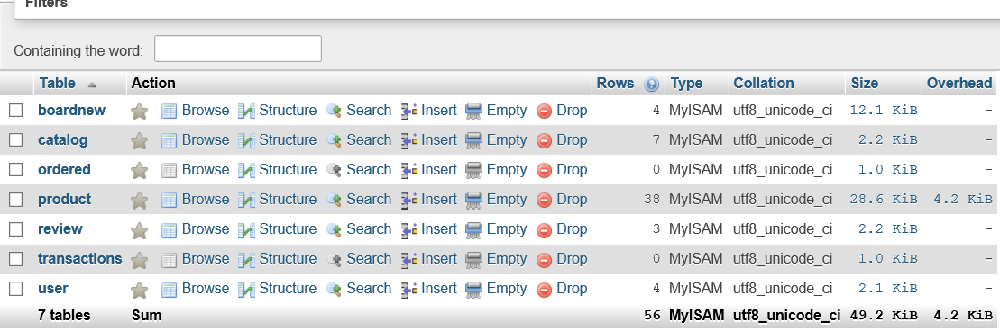 Filters
Containing the word:
Table Action Rows Type Collation Size Overhead
boardnew Browse Structure Search Insert Empty Drop 4 MyISAM utf8_unicode_ci 12.1 KiB -
catalog Browse Structure Search Insert Empty Drop 7 MyISAM utf8_unicode_ci 2.2 KiB -
ordered Browse Structure Search Insert Empty Drop 0 MyISAM utf8_unicode_ci 1.0 KiB -
product Browse Structure Search Insert Empty Drop 38 MyISAM utf8_unicode_ci 28.6 KiB 4.2 KiB
review Browse Structure Search Insert Empty Drop 3 MyISAM utf8_unicode_ci 2.2 KiB -
transactions Browse Structure Search Insert Empty Drop 0 MyISAM utf8_unicode_ci 1.0 KiB -
user Browse Structure Search Insert Empty Drop 4 MyISAM utf8_unicode_ci 2.1 KiB -
7 tables Sum 56 MyISAM utf8_unicode_ci 49.2 KiB 4.2 KiB